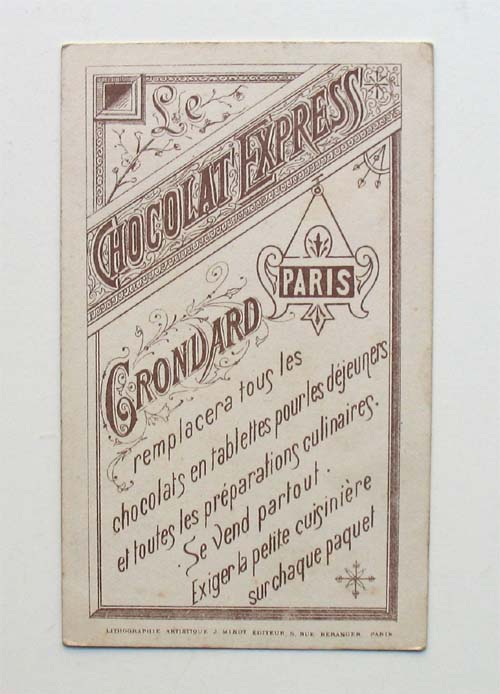 Le
CHOCOLAT EXPRESS
GRONDARD
PARIS
remplacera tous les
chocolats en tablettes pour les déjeuners
et toutes les préparations culinaires.
Se vend partout.
Exiger la petite cuisinière
sur chaque paquet
LITHOGRAPHIE ARTISTIQUE J. MINOT EDITEUR 5, RUE BERANGER PARIS